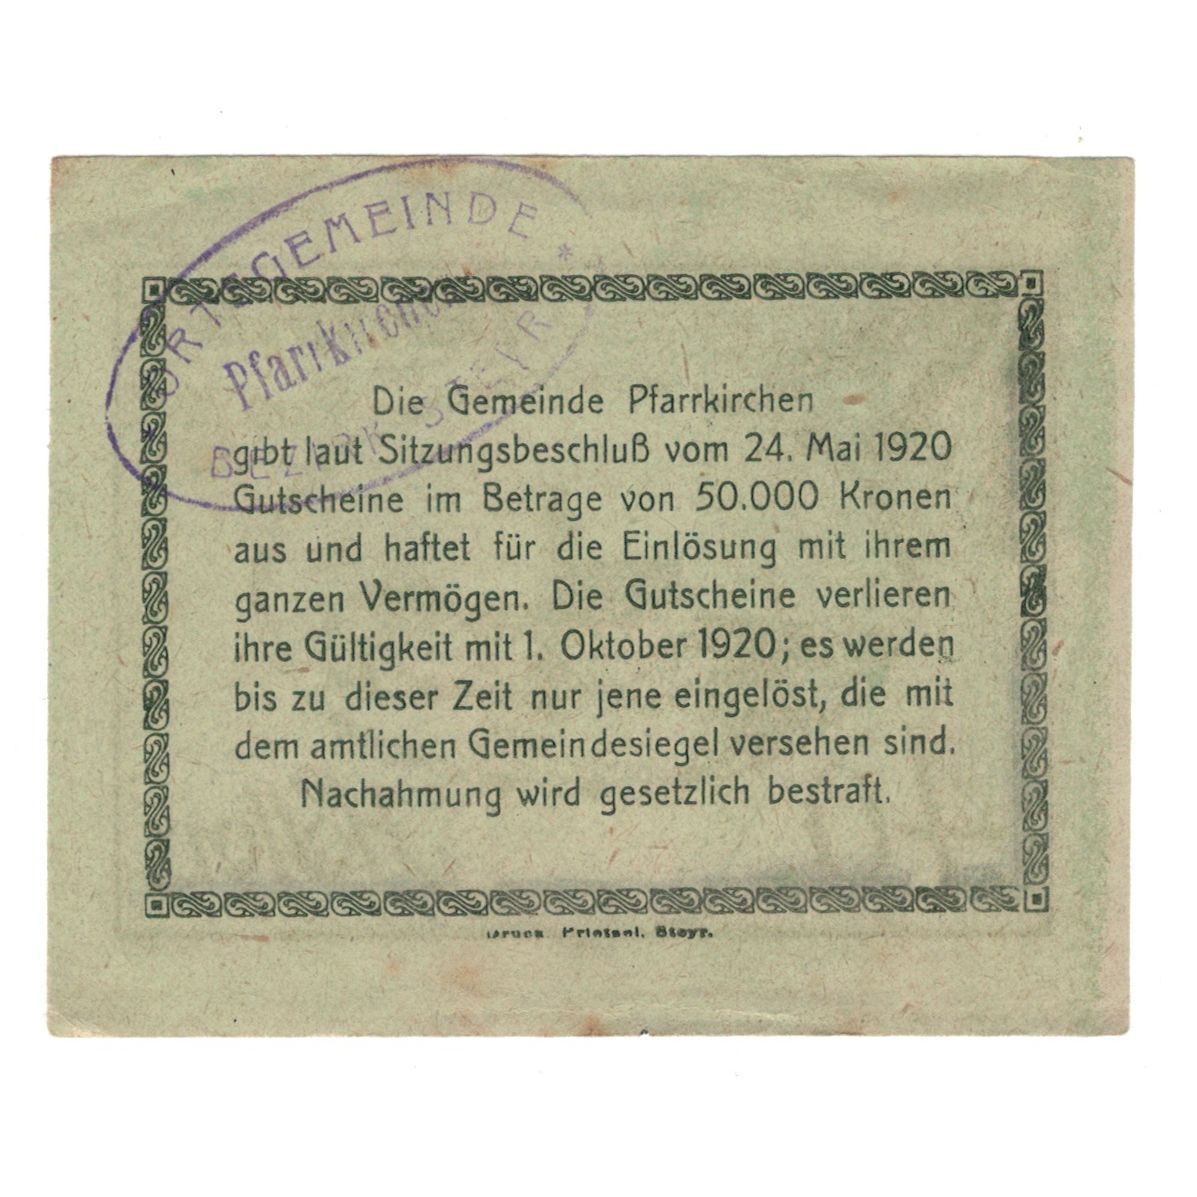 ORTSGEMEINDE *
Pfarrkirchen
BEZIRK STEYR
Die Gemeinde Pfarrkirchen
gibt laut Sitzungsbeschluß vom 24. Mai 1920
Gutscheine im Betrage von 50.000 Kronen
aus und haftet für die Einlösung mit ihrem
ganzen Vermögen. Die Gutscheine verlieren
ihre Gültigkeit mit 1. Oktober 1920; es werden
bis zu dieser Zeit nur jene eingelöst, die mit
dem amtlichen Gemeindesiegel versehen sind.
Nachahmung wird gesetzlich bestraft.
Steyr.